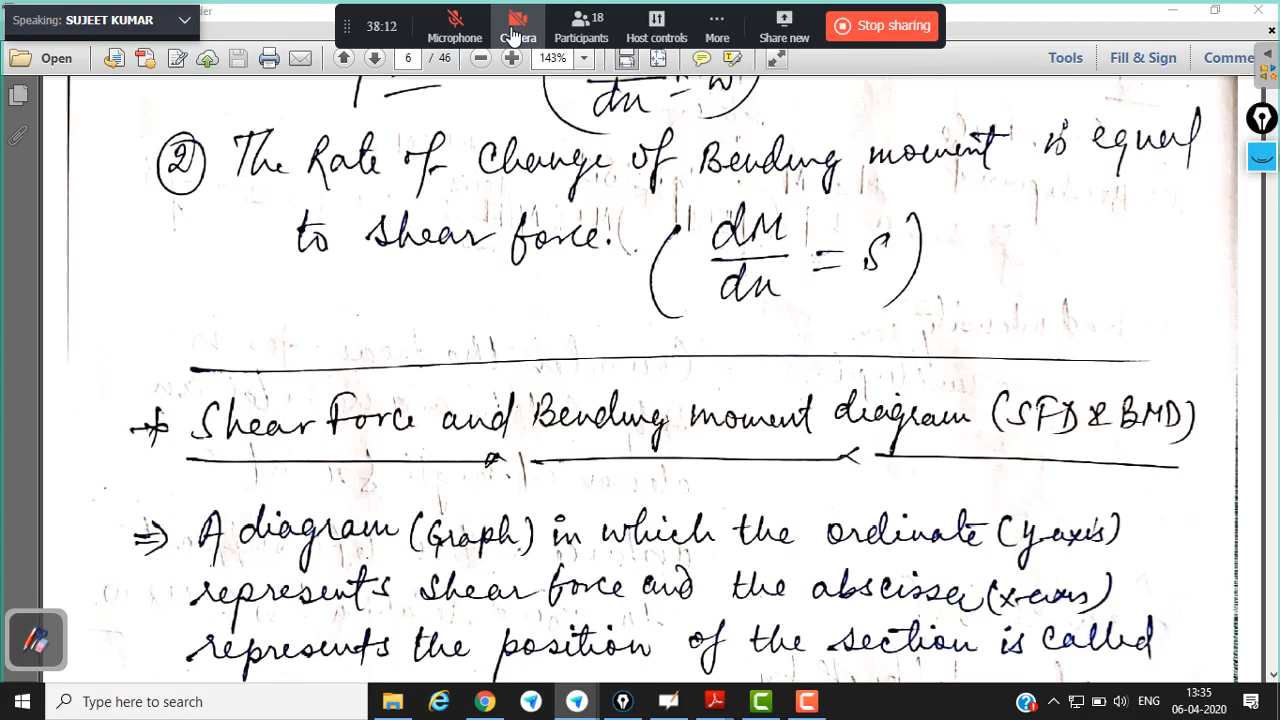 Speaking: SUJEET KUMAR
38:12
Microphone
Camera
18
Participants
Host controls
More
Share new
Stop sharing
Open
6 / 46
143%
Tools
Fill & Sign
Comme
② The Rate of change of Bending moment is equal
to shear force. ( dM/dx = S )
Shear Force and Bending moment diagram (SFD & BMD)
⇒ A diagram (Graph) in which the ordinate (y-axis)
represents shear force and the abscissa (x-axis)
represents the position of the section is called
Type here to search
ENG
13:35
06-04-2020